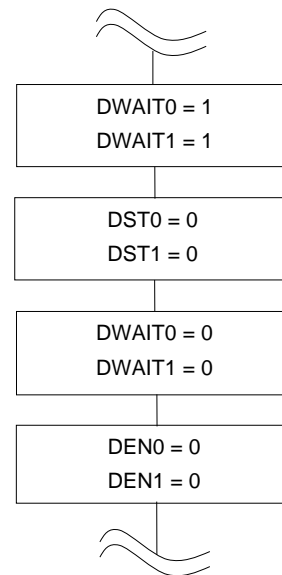 DWAIT0 = 1
DWAIT1 = 1
DST0 = 0
DST1 = 0
DWAIT0 = 0
DWAIT1 = 0
DEN0 = 0
DEN1 = 0